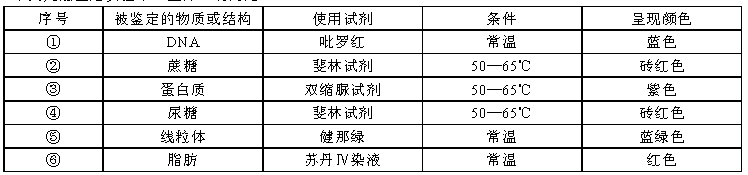 序号 被鉴定的物质或结构 使用试剂 条件 呈现颜色
① DNA 吡罗红 常温 蓝色
② 蔗糖 斐林试剂 50—65℃ 砖红色
③ 蛋白质 双缩脲试剂 50—65℃ 紫色
④ 尿糖 斐林试剂 50—65℃ 砖红色
⑤ 线粒体 健那绿 常温 蓝绿色
⑥ 脂肪 苏丹Ⅳ染液 常温 红色